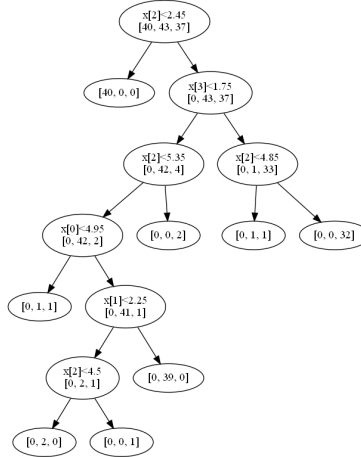 x[2]<2.45
[40, 43, 37]
[40, 0, 0]
x[3]<1.75
[0, 43, 37]
x[2]<5.35
[0, 42, 4]
x[2]<4.85
[0, 1, 33]
x[0]<4.95
[0, 42, 2]
[0, 0, 2]
[0, 1, 1]
[0, 0, 32]
[0, 1, 1]
x[1]<2.25
[0, 41, 1]
x[2]<4.5
[0, 2, 1]
[0, 39, 0]
[0, 2, 0]
[0, 0, 1]